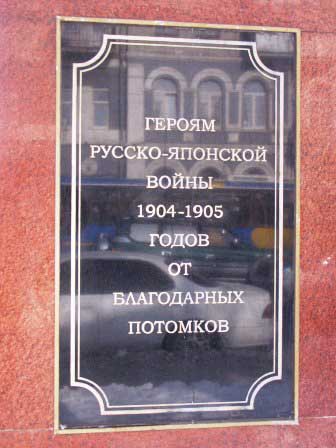 ГЕРОЯМ
РУССКО-ЯПОНСКОЙ
ВОЙНЫ
1904-1905
ГОДОВ
ОТ
БЛАГОДАРНЫХ
ПОТОМКОВ